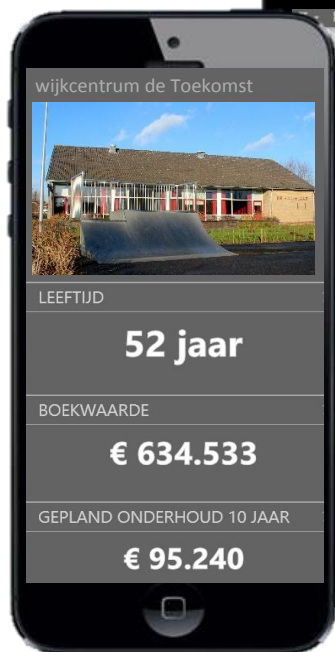 wijkcentrum de Toekomst
LEEFTIJD
52 jaar
BOEKWAARDE
€ 634.533
GEPLAND ONDERHOUD 10 JAAR
€ 95.240